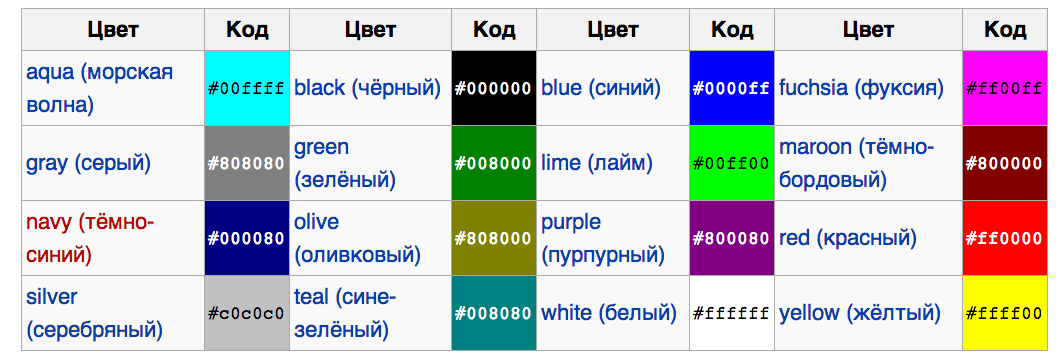 Цвет Код Цвет Код Цвет Код Цвет Код
aqua (морская волна) #00ffff black (чёрный) #000000 blue (синий) #0000ff fuchsia (фуксия) #ff00ff
gray (серый) #808080 green (зелёный) #008000 lime (лайм) #00ff00 maroon (тёмно-бордовый) #800000
navy (тёмно-синий) #000080 olive (оливковый) #808000 purple (пурпурный) #800080 red (красный) #ff0000
silver (серебряный) #c0c0c0 teal (сине-зелёный) #008080 white (белый) #ffffff yellow (жёлтый) #ffff00